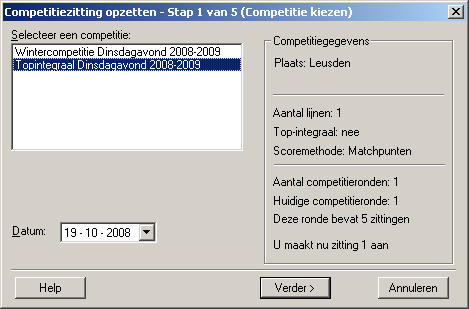 Competitiezitting opzetten - Stap 1 van 5 (Competitie kiezen)
Selecteer een competitie:
Wintercompetitie Dinsdagavond 2008-2009
Topintegraal Dinsdagavond 2008-2009
Datum: 19 - 10 - 2008
Competitiegegevens
Plaats: Leusden
Aantal lijnen: 1
Top-integraal: nee
Scoremethode: Matchpunten
Aantal competitieronden: 1
Huidige competitieronde: 1
Deze ronde bevat 5 zittingen
U maakt nu zitting 1 aan
Help
Verder >
Annuleren